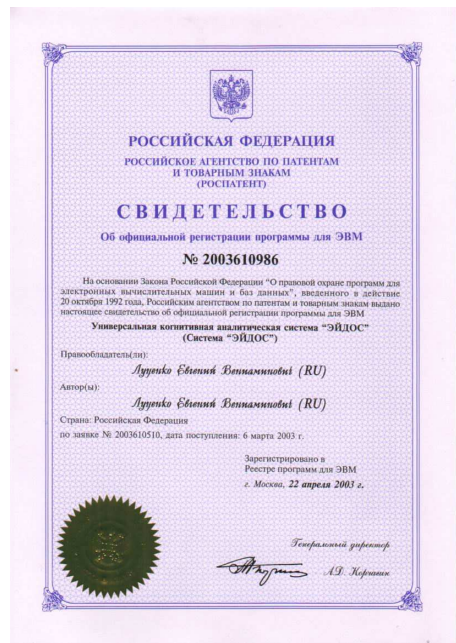 РОССИЙСКАЯ ФЕДЕРАЦИЯ
РОССИЙСКОЕ АГЕНТСТВО ПО ПАТЕНТАМ
И ТОВАРНЫМ ЗНАКАМ
(РОСПАТЕНТ)
СВИДЕТЕЛЬСТВО
Об официальной регистрации программы для ЭВМ
№ 2003610986
На основании Закона Российской Федерации "О правовой охране программ для
электронных вычислительных машин и баз данных", введенного в действие
20 октября 1992 года, Российским агентством по патентам и товарным знакам выдано
настоящее свидетельство об официальной регистрации программы для ЭВМ
Универсальная когнитивная аналитическая система "ЭЙДОС"
(Система "ЭЙДОС")
Правообладатель(ли):
Луценко Евгений Вениаминович (RU)
Автор(ы):
Луценко Евгений Вениаминович (RU)
Страна: Российская Федерация
по заявке № 2003610510, дата поступления: 6 марта 2003 г.
Зарегистрировано в
Реестре программ для ЭВМ
г. Москва, 22 апреля 2003 г.
Генеральный директор
А.Д. Корчагин